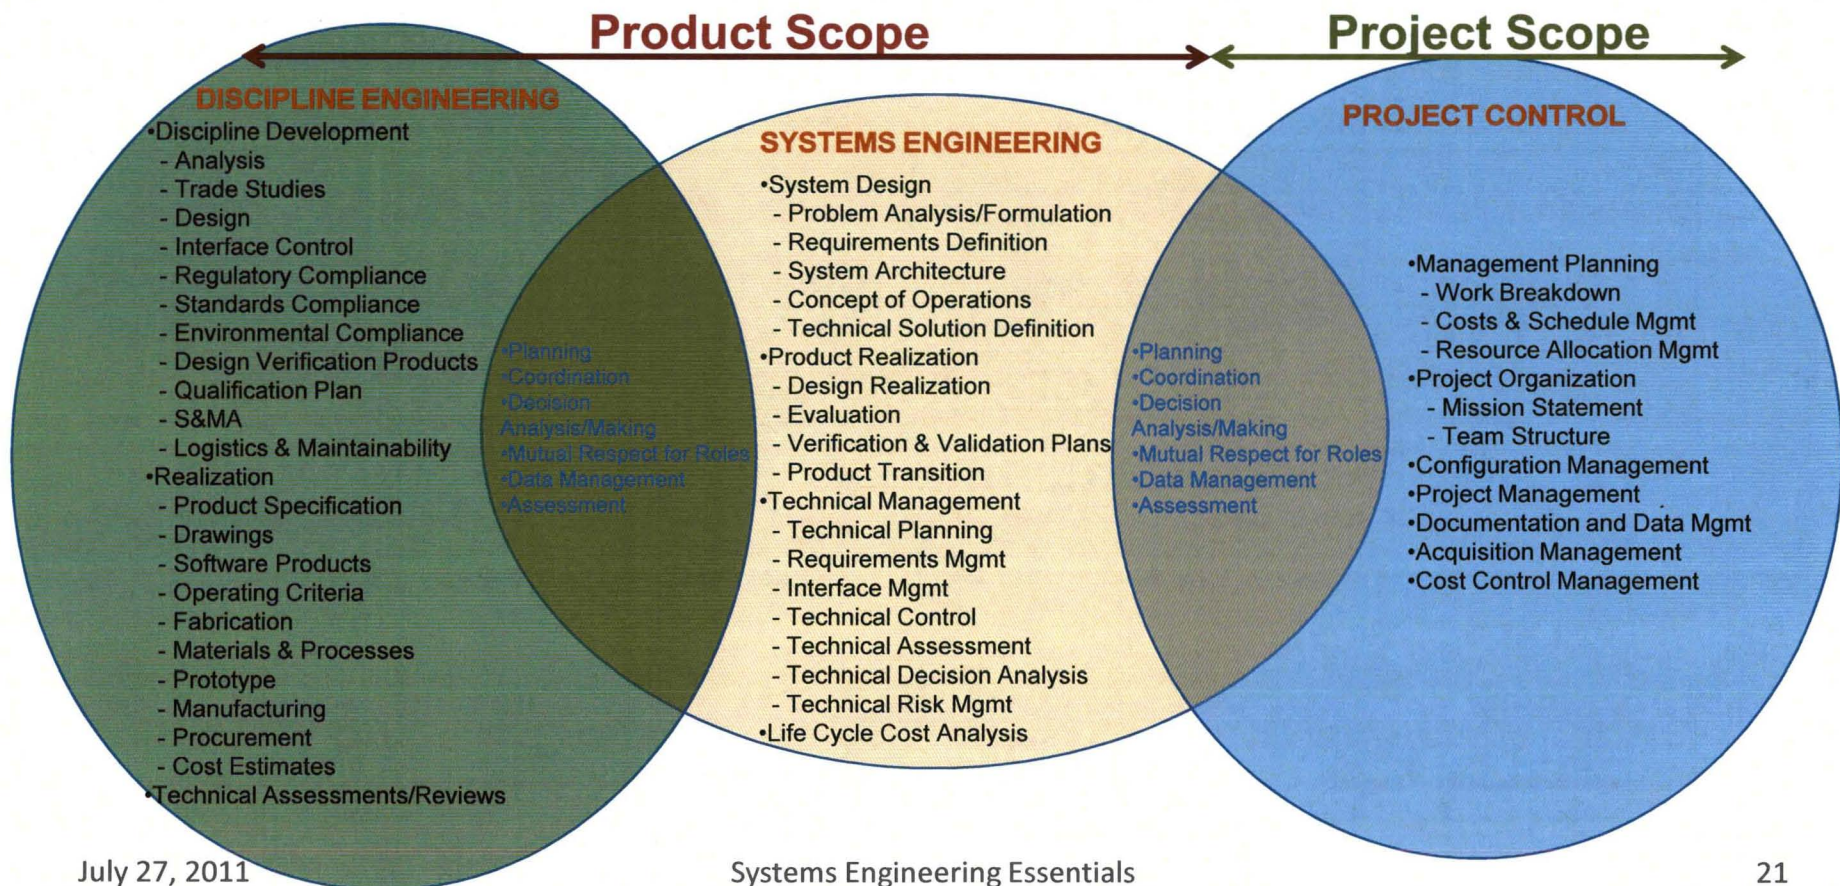 Product Scope
Project Scope
DISCIPLINE ENGINEERING
•Discipline Development
- Analysis
- Trade Studies
- Design
- Interface Control
- Regulatory Compliance
- Standards Compliance
- Environmental Compliance
- Design Verification Products
- Qualification Plan
- S&MA
- Logistics & Maintainability
•Realization
- Product Specification
- Drawings
- Software Products
- Operating Criteria
- Fabrication
- Materials & Processes
- Prototype
- Manufacturing
- Procurement
- Cost Estimates
•Technical Assessments/Reviews
•Planning
•Coordination
•Decision
Analysis/Making
•Mutual Respect for Roles
•Data Management
•Assessment
SYSTEMS ENGINEERING
•System Design
- Problem Analysis/Formulation
- Requirements Definition
- System Architecture
- Concept of Operations
- Technical Solution Definition
•Product Realization
- Design Realization
- Evaluation
- Verification & Validation Plans
- Product Transition
•Technical Management
- Technical Planning
- Requirements Mgmt
- Interface Mgmt
- Technical Control
- Technical Assessment
- Technical Decision Analysis
- Technical Risk Mgmt
•Life Cycle Cost Analysis
•Planning
•Coordination
•Decision
Analysis/Making
•Mutual Respect for Roles
•Data Management
•Assessment
PROJECT CONTROL
•Management Planning
- Work Breakdown
- Costs & Schedule Mgmt
- Resource Allocation Mgmt
•Project Organization
- Mission Statement
- Team Structure
•Configuration Management
•Project Management
•Documentation and Data Mgmt
•Acquisition Management
•Cost Control Management
July 27, 2011
Systems Engineering Essentials
21